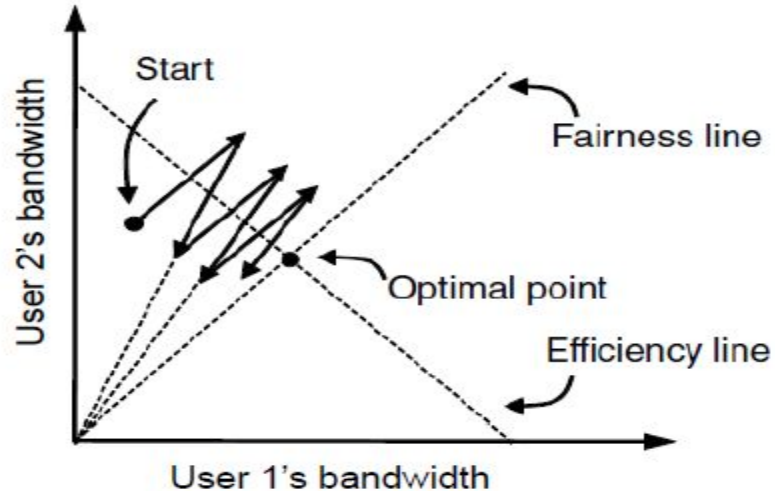 Start
Fairness line
User 2's bandwidth
Optimal point
Efficiency line
User 1's bandwidth